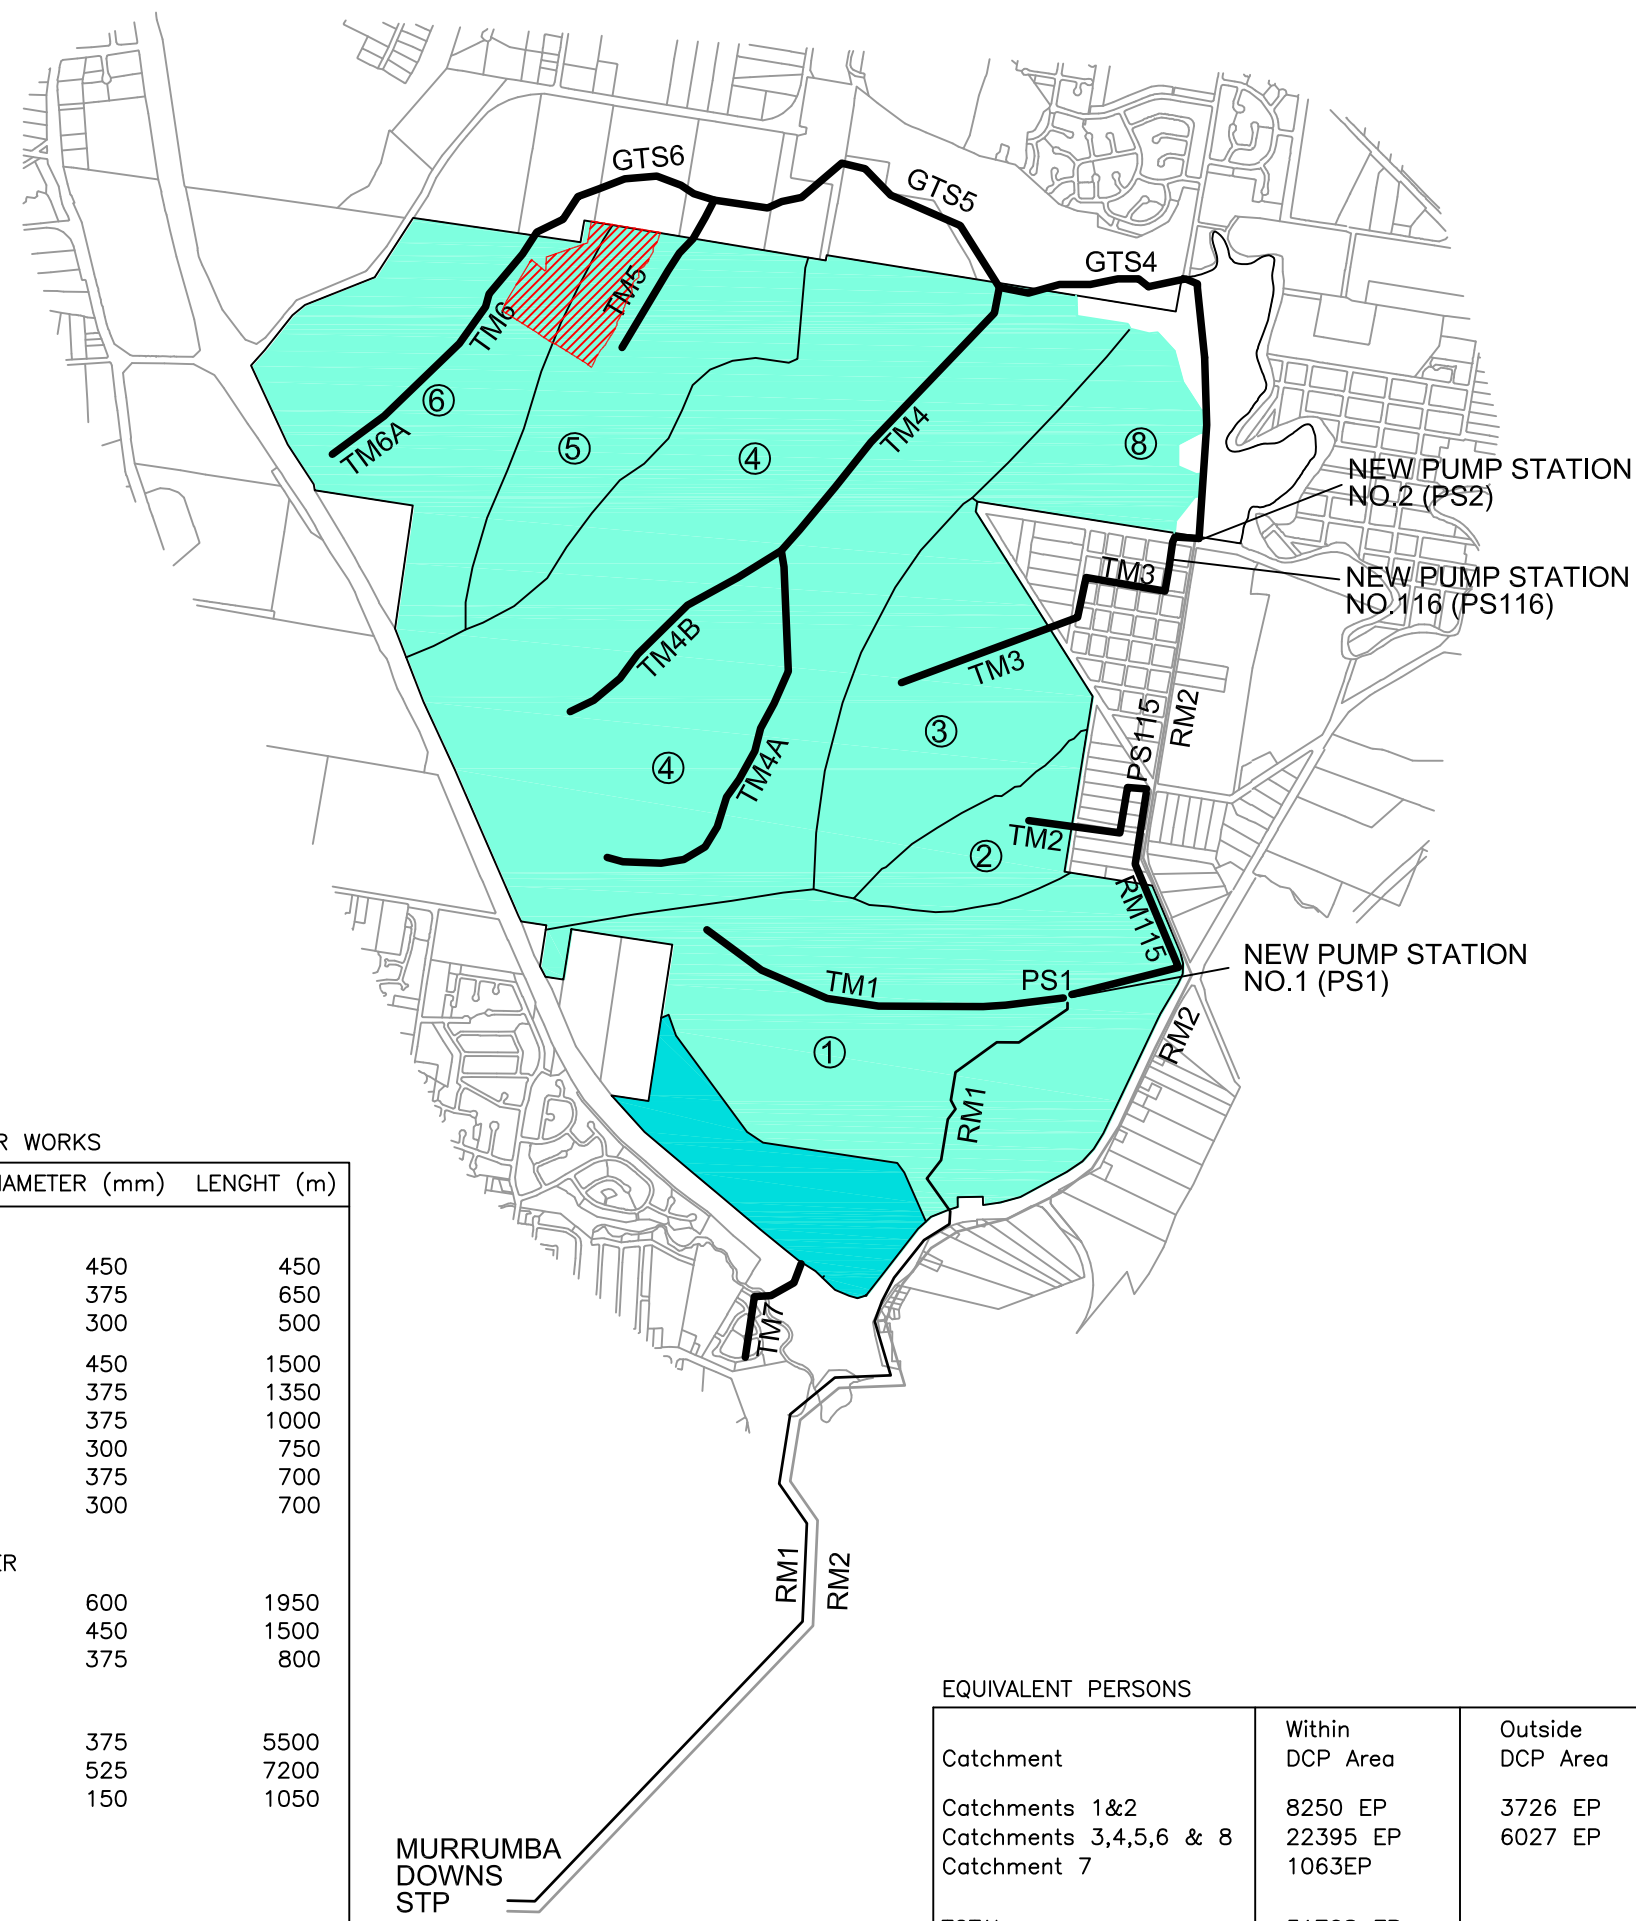 GTS6
GTS5
GTS4
TM5
TM6
TM6A
TM4
⑥
⑤
④
⑧
NEW PUMP STATION
NO.2 (PS2)
TM3
NEW PUMP STATION
NO.116 (PS116)
TM4B
TM3
PS115
RM2
③
④
TM4A
TM2
②
RM115
NEW PUMP STATION
NO.1 (PS1)
TM1
PS1
RM2
①
RM1
TM7
RM1
RM2
MURRUMBA
DOWNS
STP
WORKS
(mm) LENGHT (m)
450 450
375 650
300 500
450 1500
375 1350
375 1000
300 750
375 700
300 700
600 1950
450 1500
375 800
375 5500
525 7200
150 1050
EQUIVALENT PERSONS
Within Outside
Catchment DCP Area DCP Area
Catchments 1&2 8250 EP 3726 EP
Catchments 3,4,5,6 & 8 22395 EP 6027 EP
Catchment 7 1063EP